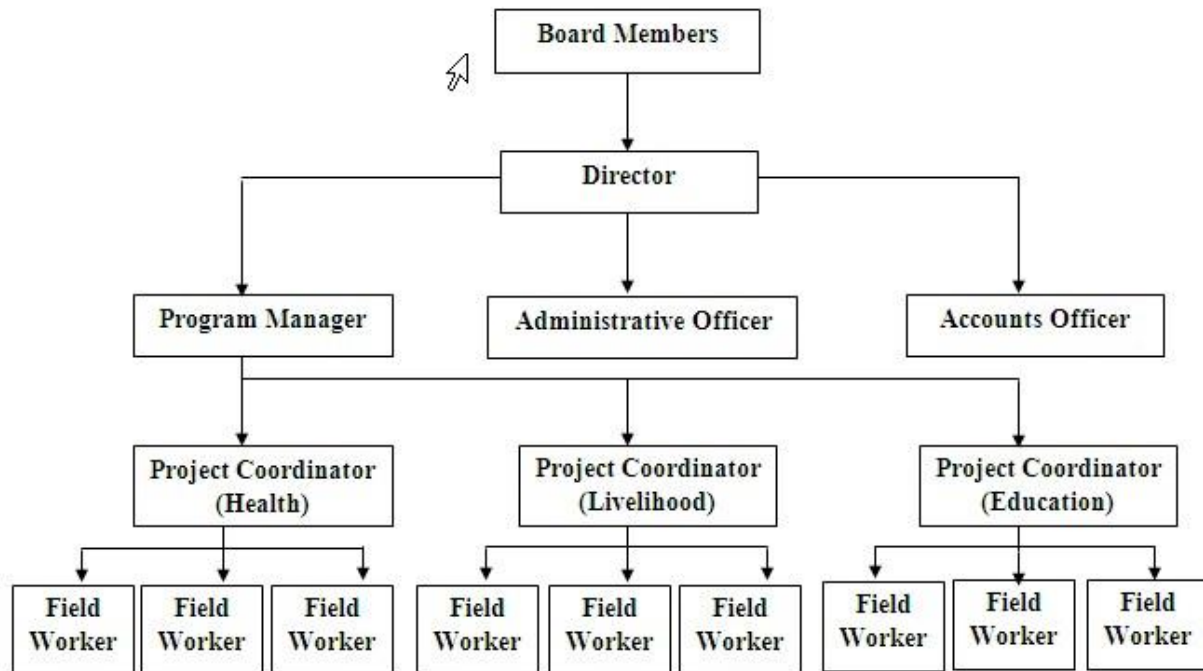 Board Members
Director
Program Manager
Administrative Officer
Accounts Officer
Project Coordinator
(Health)
Project Coordinator
(Livelihood)
Project Coordinator
(Education)
Field
Worker
Field
Worker
Field
Worker
Field
Worker
Field
Worker
Field
Worker
Field
Worker
Field
Worker
Field
Worker